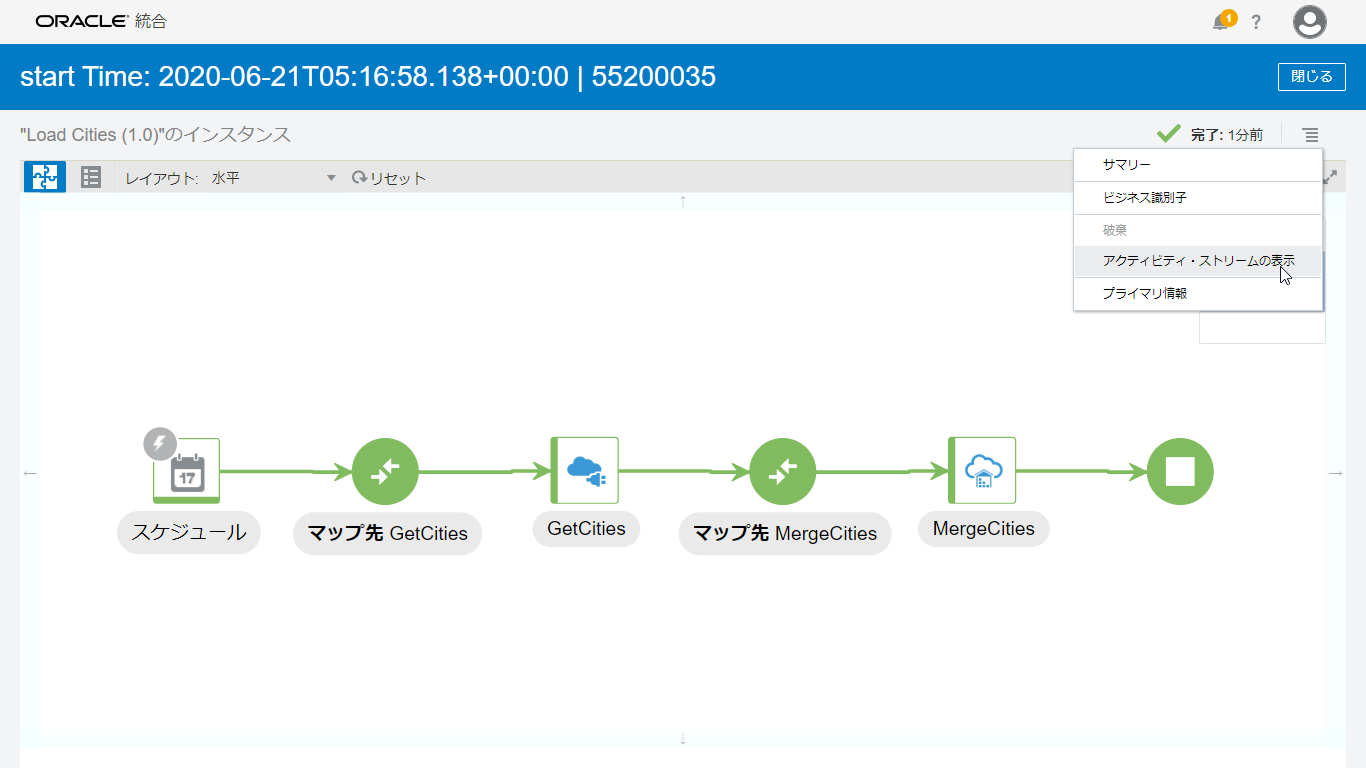 ORACLE 統合
1
?
start Time: 2020-06-21T05:16:58.138+00:00 | 55200035
閉じる
"Load Cities (1.0)"のインスタンス
完了: 1分前
レイアウト: 水平
リセット
サマリー
ビジネス識別子
破棄
アクティビティ・ストリームの表示
プライマリ情報
17
スケジュール
マップ先 GetCities
GetCities
マップ先 MergeCities
MergeCities